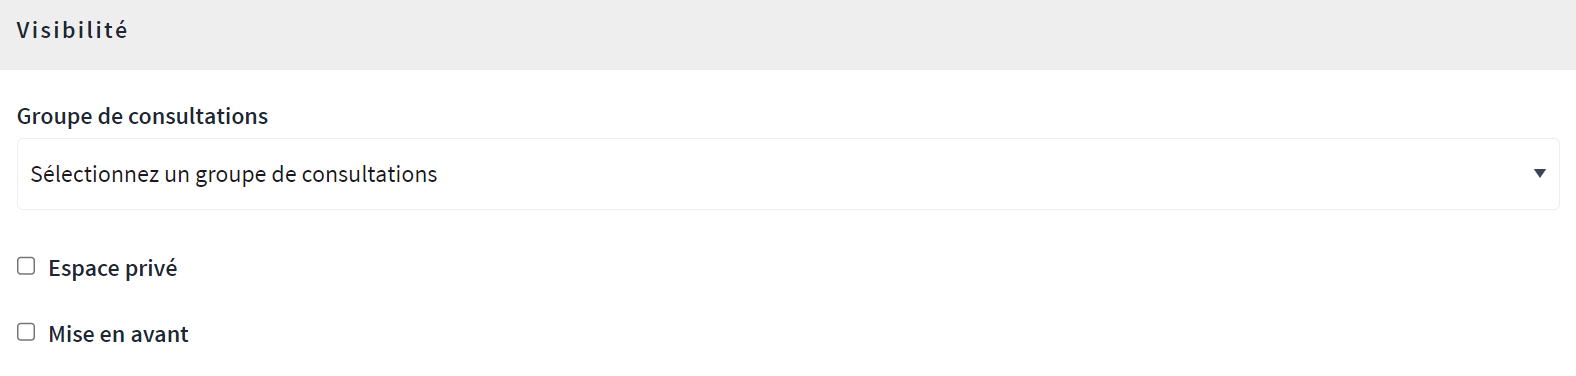 Visibilité
Groupe de consultations
Sélectionnez un groupe de consultations
Espace privé
Mise en avant